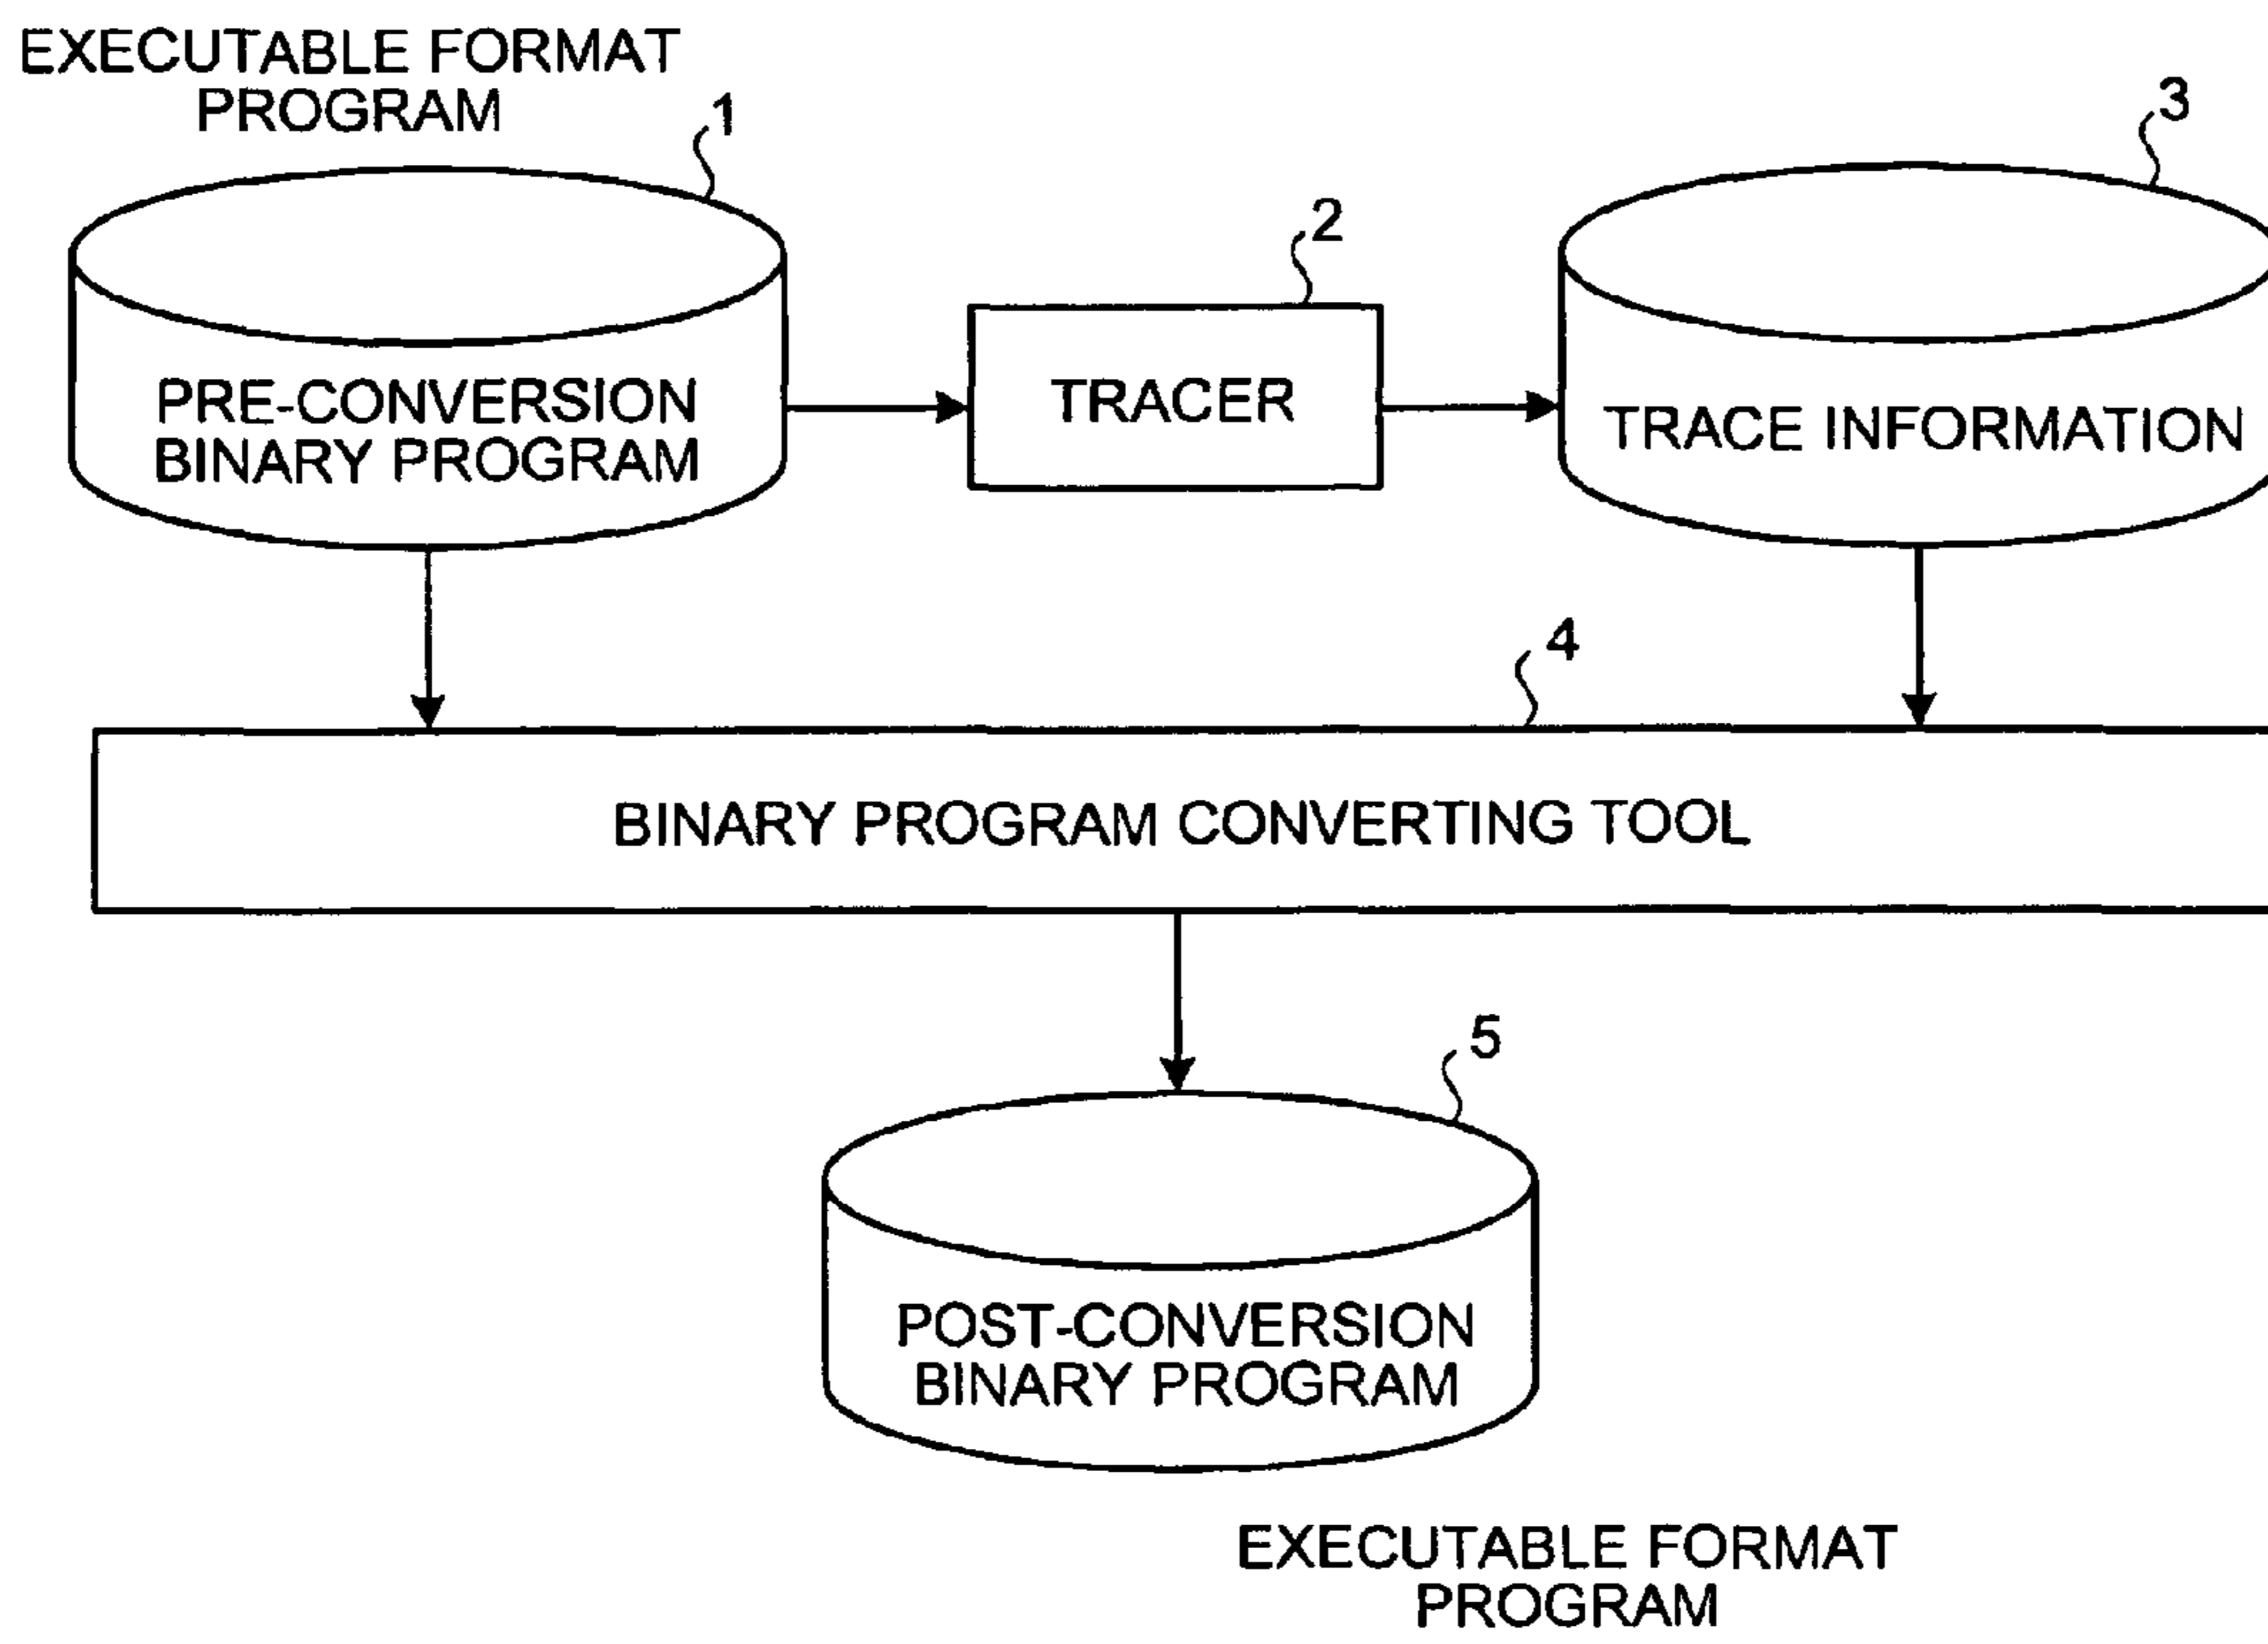 EXECUTABLE FORMAT
PROGRAM
1
3
2
PRE-CONVERSION
BINARY PROGRAM
TRACER
TRACE INFORMATION
4
BINARY PROGRAM CONVERTING TOOL
5
POST-CONVERSION
BINARY PROGRAM
EXECUTABLE FORMAT
PROGRAM